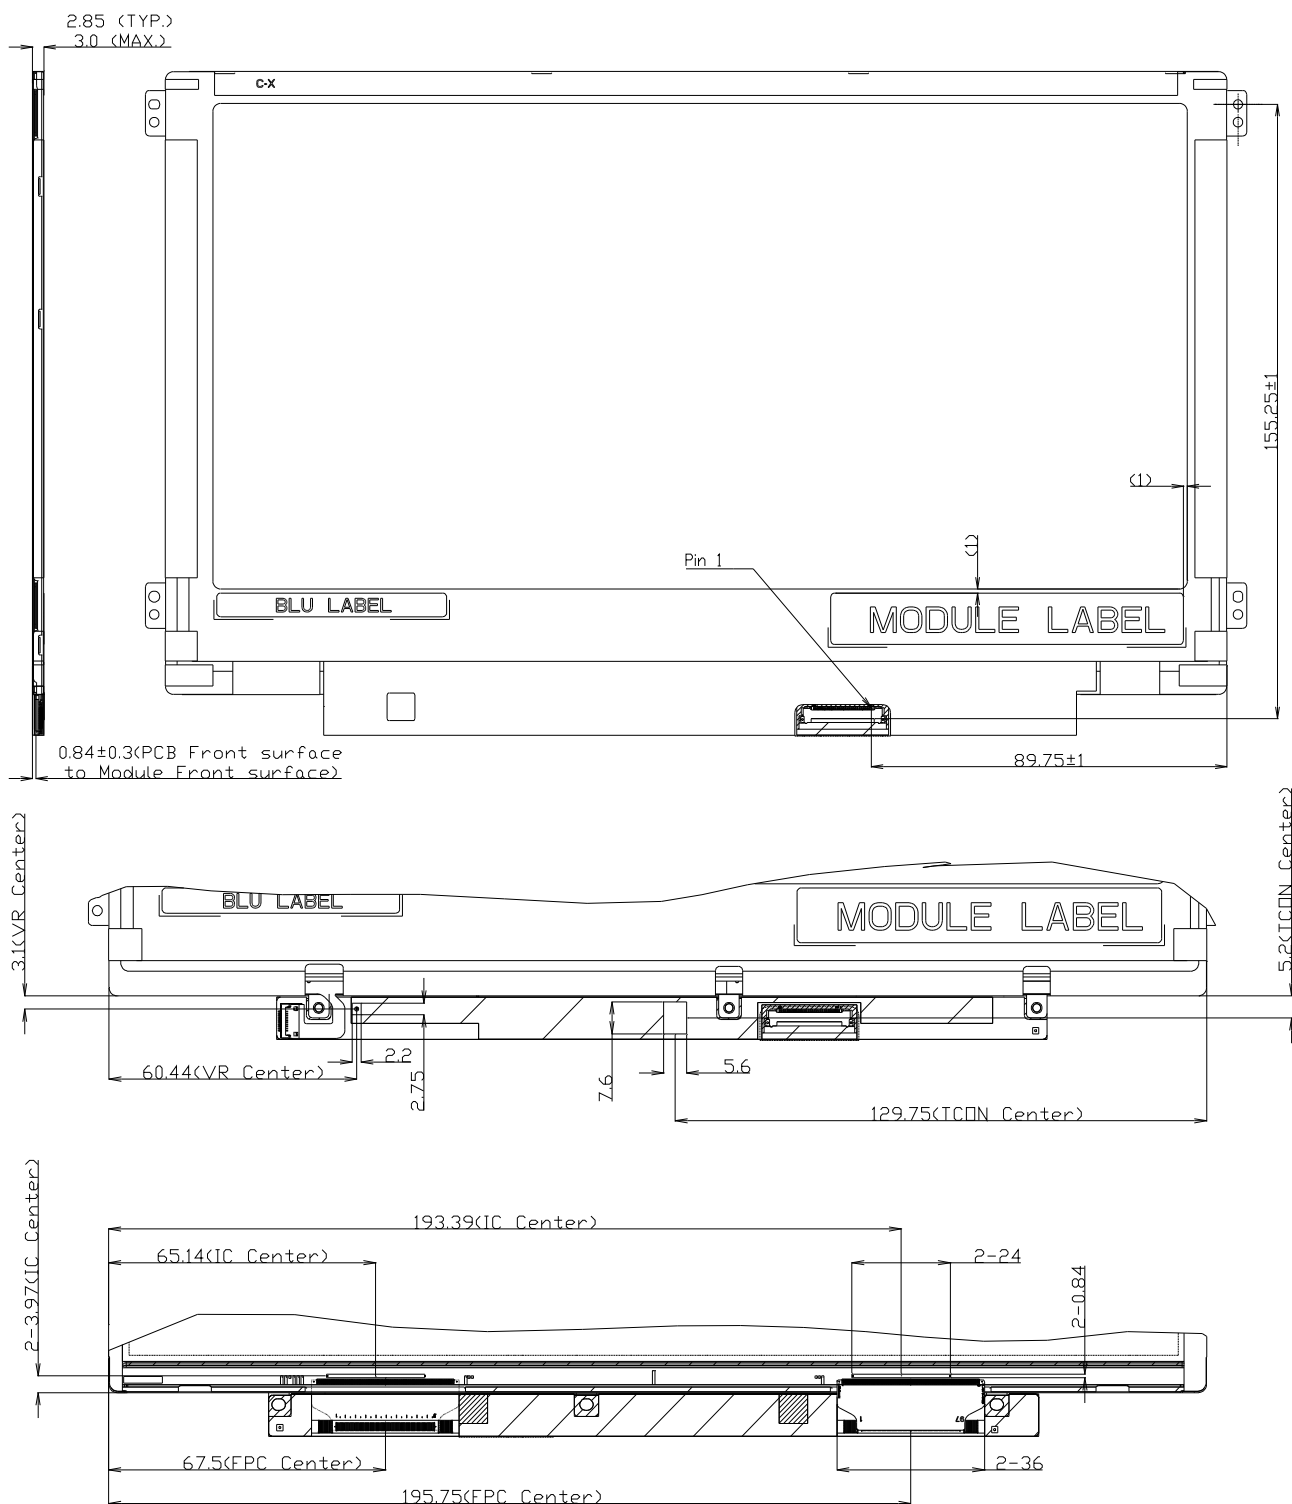 2.85 (TYP.)
3.0 (MAX.)
C-X
155.25±1
(1)
(1)
Pin 1
BLU LABEL
MODULE LABEL
0.84±0.3(PCB Front surface
to Module Front surface)
89.75±1
3.1(VR Center)
5.2(TCON Center)
BLU LABEL
MODULE LABEL
2.2
60.44(VR Center)
2.75
7.6
5.6
129.75(TCON Center)
2-3.97(IC Center)
193.39(IC Center)
65.14(IC Center)
2-24
2-0.84
1
97
67.5(FPC Center)
2-36
195.75(FPC Center)